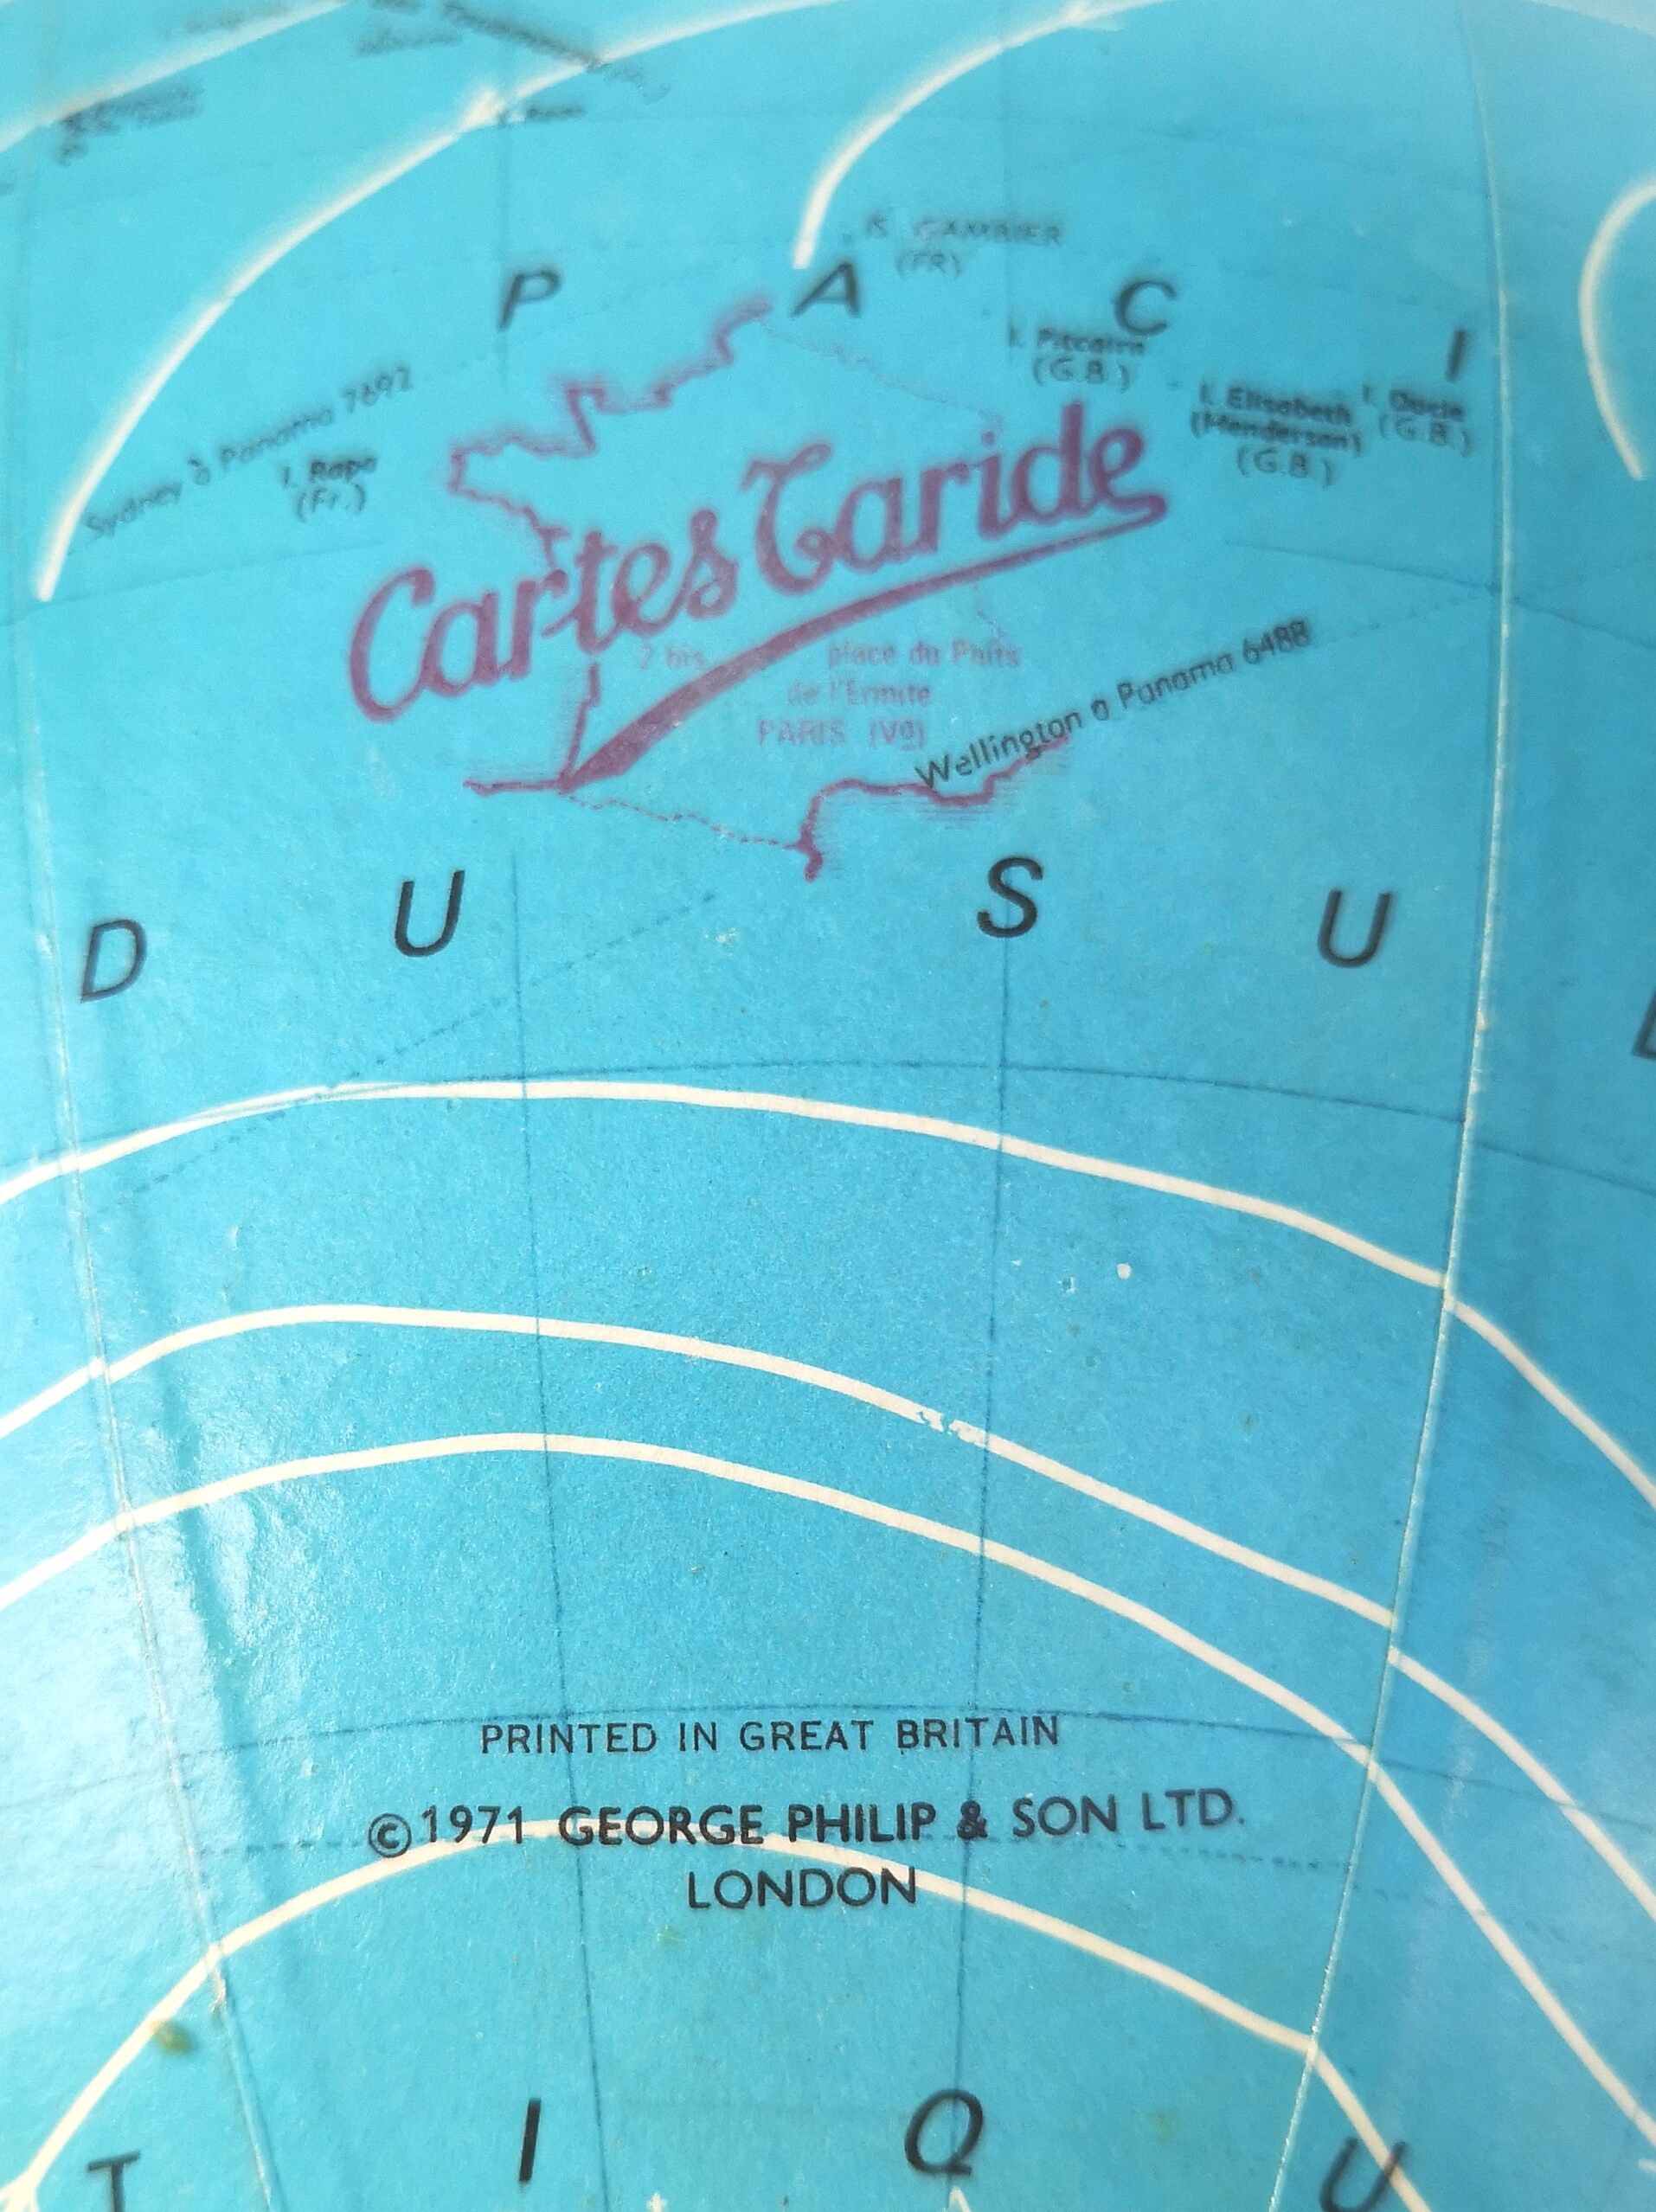 P A C I
IS GAMBIER
(FR)
I. Pitcairn
(G.B.)
I. Elisabeth
(Henderson)
(G.B.)
I. Ducie
(G.B.)
Sydney à Panama 7692
I. Rapa
(Fr.)
Cartes Taride
2 bis place du Puits
de l'Ermite
PARIS (Vº)
Wellington à Panama 6488
D U S U
PRINTED IN GREAT BRITAIN
©1971 GEORGE PHILIP & SON LTD.
LONDON
T I Q U